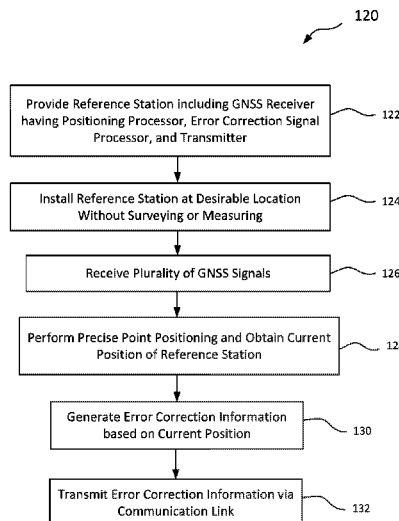 120
Provide Reference Station including GNSS Receiver
having Positioning Processor, Error Correction Signal
Processor, and Transmitter
122
Install Reference Station at Desirable Location
Without Surveying or Measuring
124
Receive Plurality of GNSS Signals
126
Perform Precise Point Positioning and Obtain Current
Position of Reference Station
Generate Error Correction Information
based on Current Position
130
Transmit Error Correction Information via
Communication Link
132